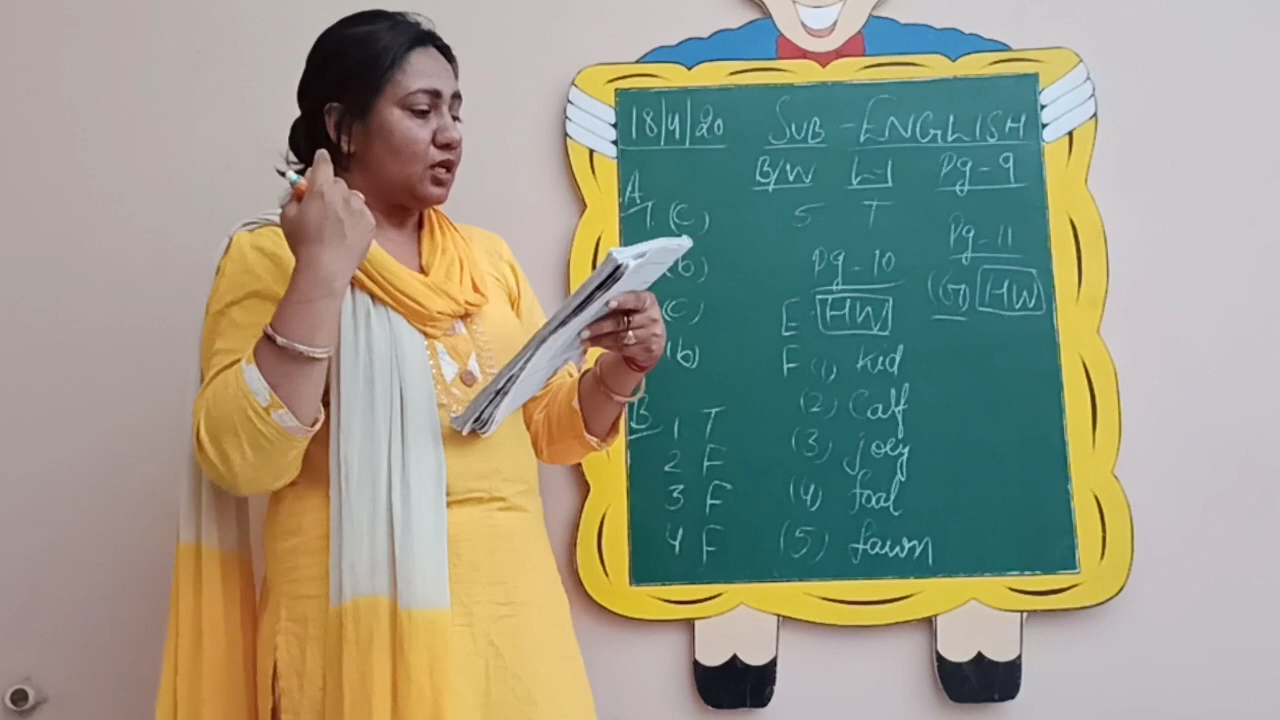 18/4/20 SUB - ENGLISH
B/W L-1 Pg-9
A
1. (C)
(b)
(C)
(b)
B
1 T
2 F
3 F
4 F
5 T
Pg-10
E HW
F (1) kid
(2) Calf
(3) joey
(4) foal
(5) fawn
Pg-11
(G) HW